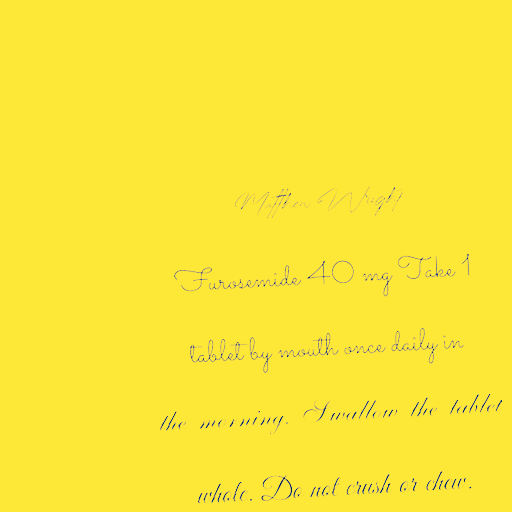 Matthew Wright
Furosemide 40 mg Take 1
tablet by mouth once daily in
the morning. Swallow the tablet
whole. Do not crush or chew.